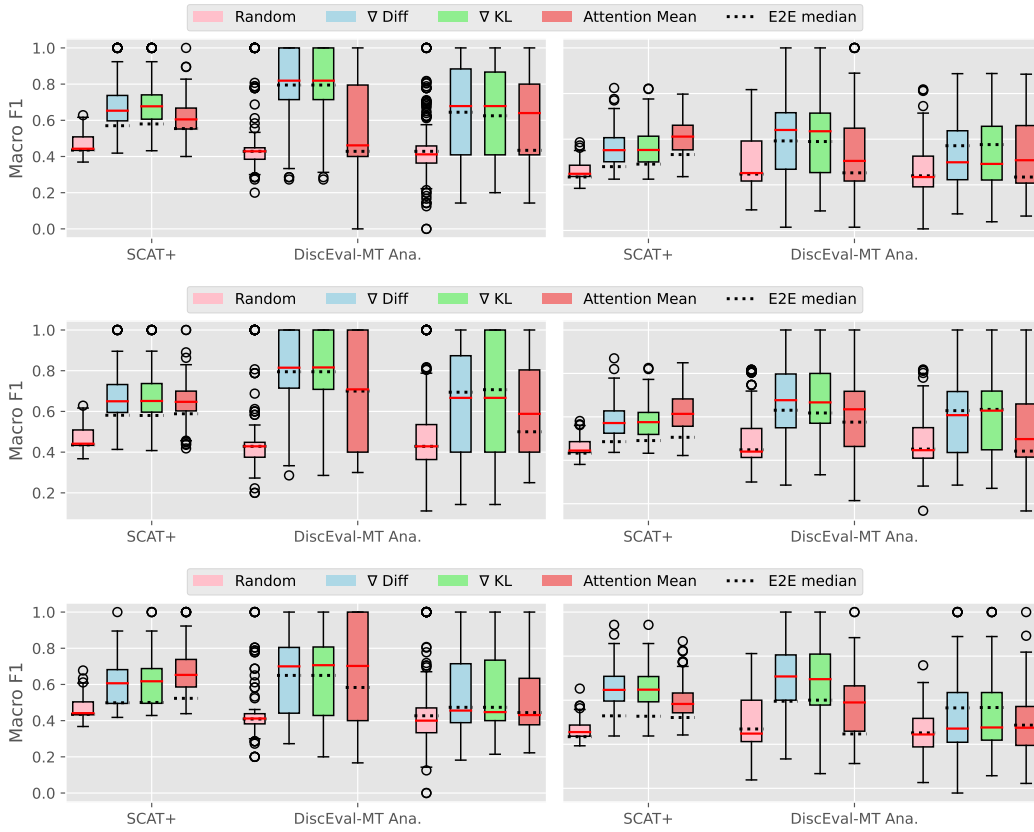 Random ∇ Diff ∇ KL Attention Mean E2E median
Macro F1
1.0
0.8
0.6
0.4
0.2
0.0
SCAT+ DiscEval-MT Ana. SCAT+ DiscEval-MT Ana.
Random ∇ Diff ∇ KL Attention Mean E2E median
Macro F1
1.0
0.8
0.6
0.4
0.2
SCAT+ DiscEval-MT Ana. SCAT+ DiscEval-MT Ana.
Random ∇ Diff ∇ KL Attention Mean E2E median
Macro F1
1.0
0.8
0.6
0.4
0.2
0.0
SCAT+ DiscEval-MT Ana. SCAT+ DiscEval-MT Ana.